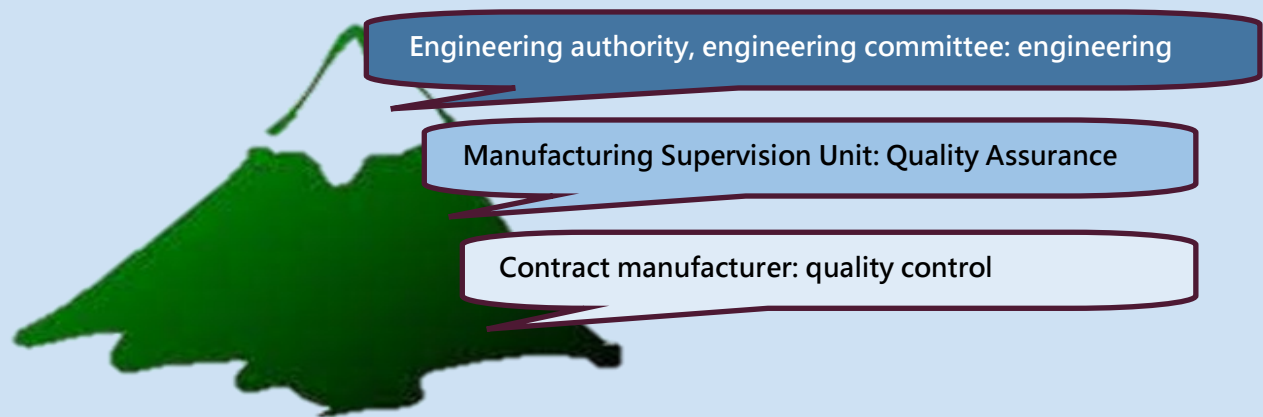 Engineering authority, engineering committee: engineering
Manufacturing Supervision Unit: Quality Assurance
Contract manufacturer: quality control